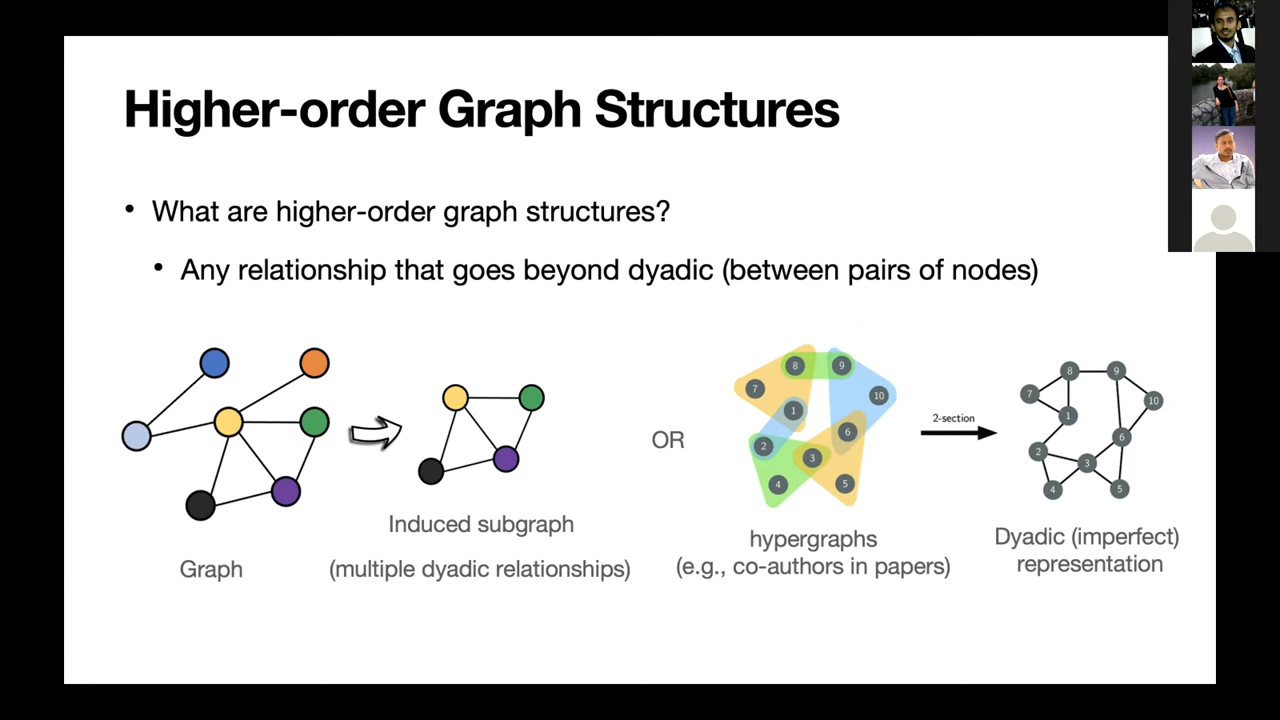 Higher-order Graph Structures
• What are higher-order graph structures?
• Any relationship that goes beyond dyadic (between pairs of nodes)
Graph
Induced subgraph
(multiple dyadic relationships)
OR
8
9
7
10
1
6
2
3
4
5
hypergraphs
(e.g., co-authors in papers)
2-section
8
9
7
10
1
6
2
3
4
5
Dyadic (imperfect)
representation